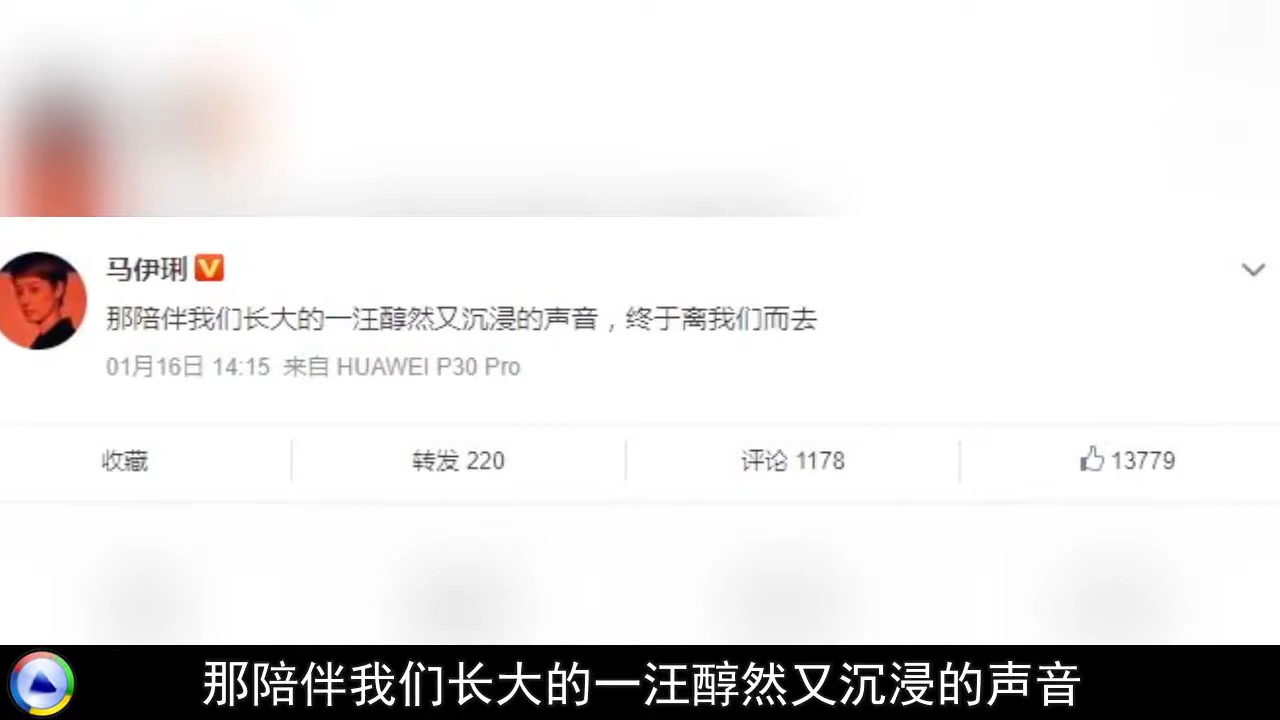 马伊琍
那陪伴我们长大的一汪醇然又沉浸的声音，终于离我们而去
01月16日 14:15 来自 HUAWEI P30 Pro
收藏 转发 220 评论 1178 13779
那陪伴我们长大的一汪醇然又沉浸的声音